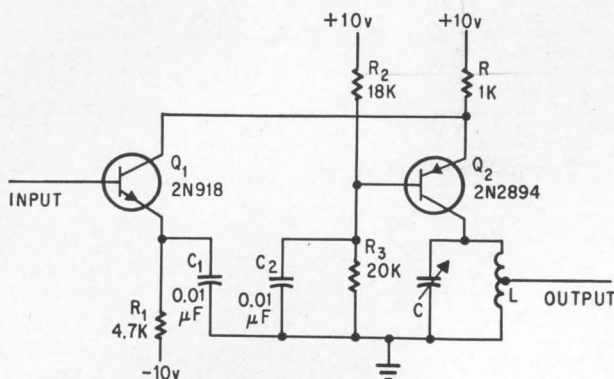 +10v
+10v
R2
18K
R
1K
Q1
2N918
INPUT
Q2
2N2894
C1
0.01
µF
C2
0.01
µF
R3
20K
C
L
OUTPUT
R1
4.7K
-10v